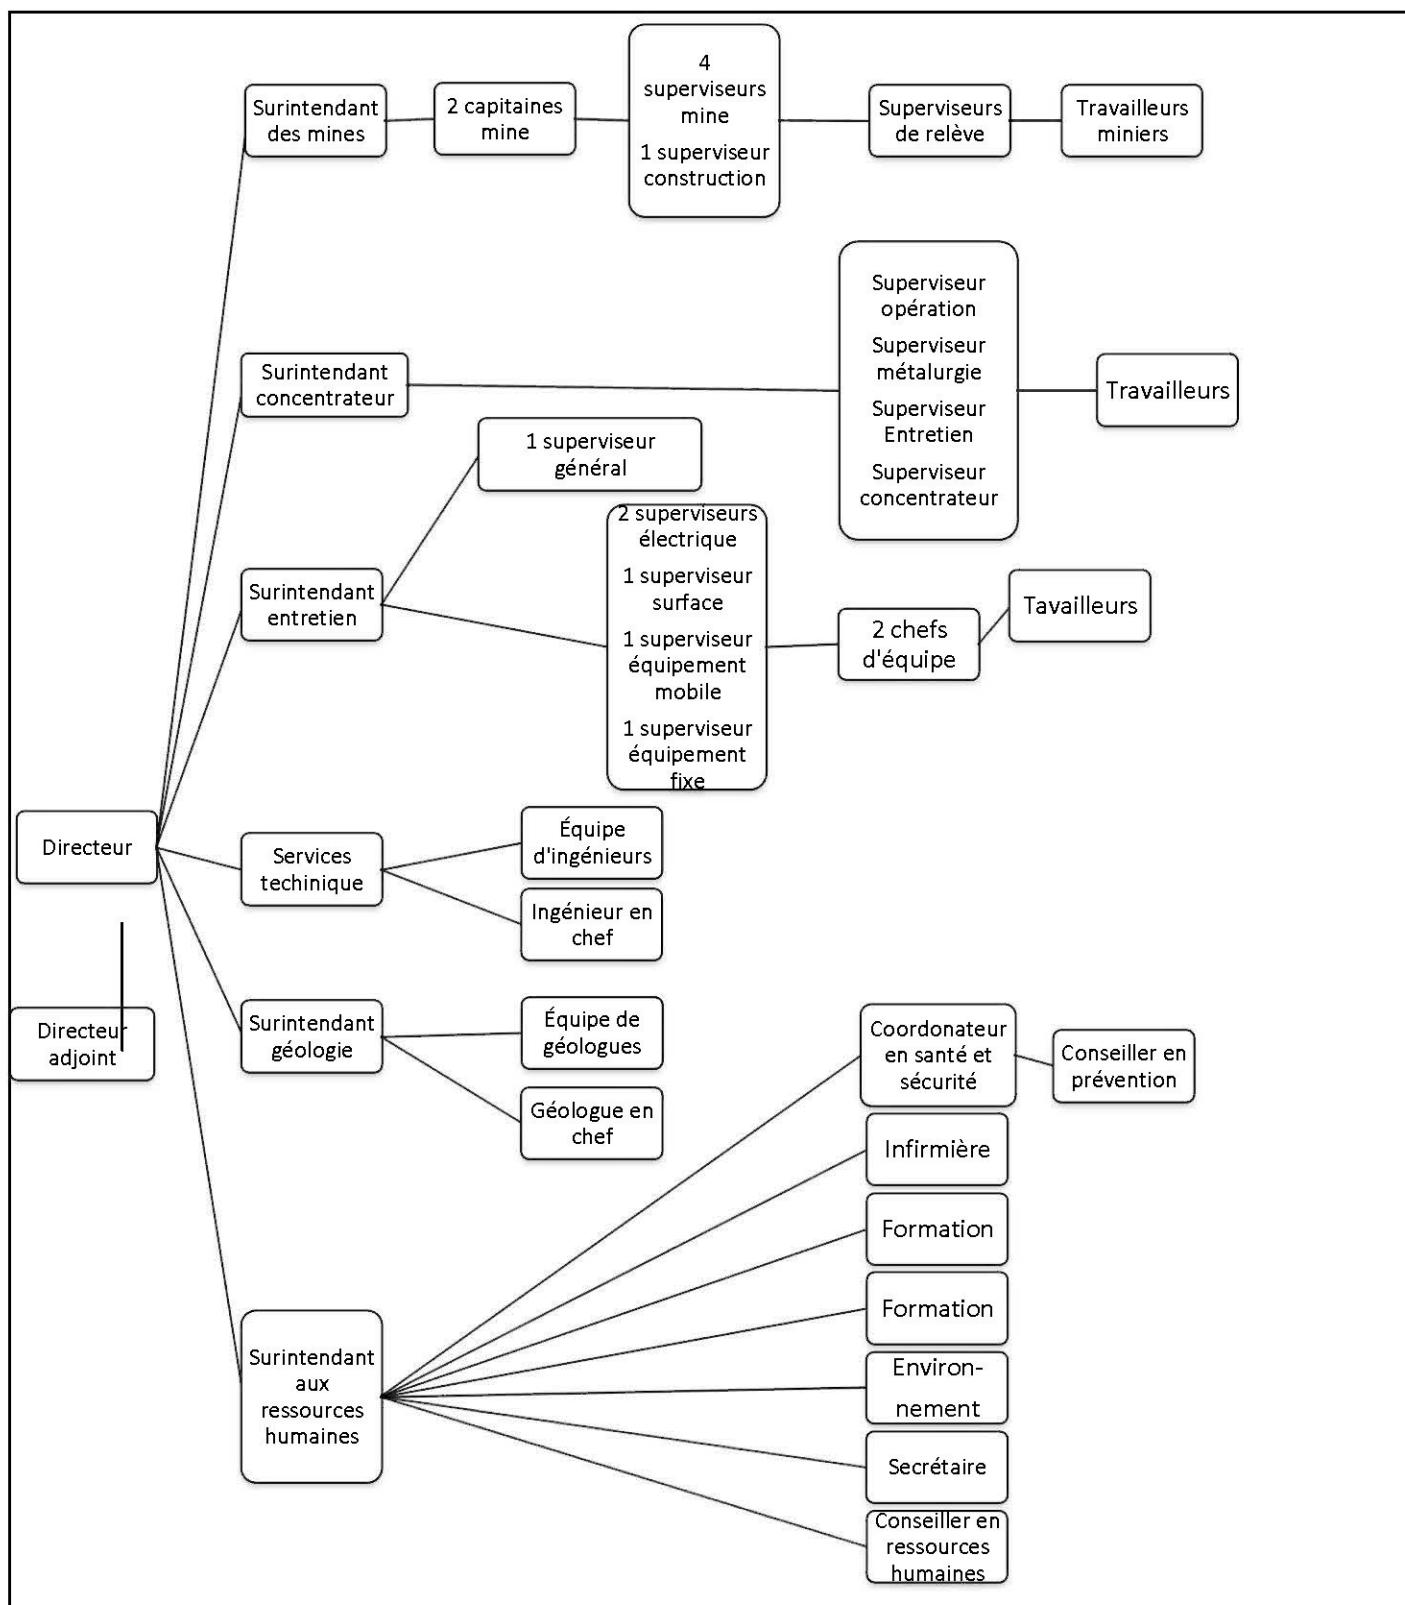 Surintendant
des mines
2 capitaines
mine
4
superviseurs
mine
1 superviseur
construction
Superviseurs
de relève
Travailleurs
miniers
Surintendant
concentrateur
Superviseur
opération
Superviseur
métalurgie
Superviseur
Entretien
Superviseur
concentrateur
Travailleurs
Surintendant
entretien
1 superviseur
général
2 superviseurs
électrique
1 superviseur
surface
1 superviseur
équipement
mobile
1 superviseur
équipement
fixe
2 chefs
d'équipe
Tavailleurs
Directeur
Directeur
adjoint
Services
techinique
Équipe
d'ingénieurs
Ingénieur en
chef
Surintendant
géologie
Équipe de
géologues
Géologue en
chef
Surintendant
aux
ressources
humaines
Coordonateur
en santé et
sécurité
Conseiller en
prévention
Infirmière
Formation
Formation
Environ-
nement
Secrétaire
Conseiller en
ressources
humaines